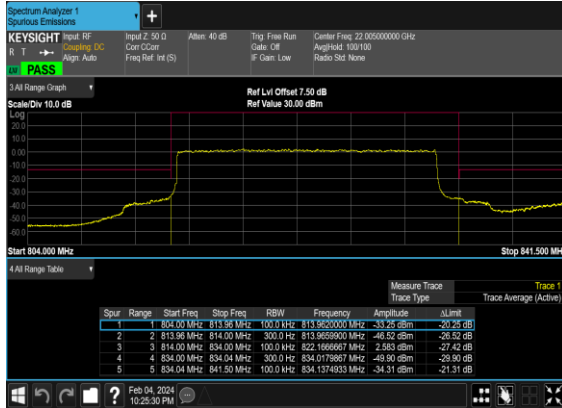 Spectrum Analyzer 1
Spurious Emissions
+
KEYSIGHT Input: RF Input Z: 50 Ω Atten: 40 dB Trig: Free Run Center Freq: 22.005000000 GHz
R T Coupling: DC Corr CCorr Gate: Off Avg|Hold: 100/100
Align: Auto Freq Ref: Int (S) IF Gain: Low Radio Std: None
PASS
3 All Range Graph Ref Lvl Offset 7.50 dB
Scale/Div 10.0 dB Ref Value 30.00 dBm
Log
20.0
10.0
0.00
-10.0
-20.0
-30.0
-40.0
-50.0
-60.0
Start 804.000 MHz Stop 841.500 MH
4 All Range Table
Measure Trace Trace 1
Trace Type Trace Average (Active)
Spur Range Start Freq Stop Freq RBW Frequency Amplitude ΔLimit
1 1 804.00 MHz 813.96 MHz 100.0 kHz 813.9620000 MHz -33.25 dBm -20.25 dB
2 2 813.96 MHz 814.00 MHz 300.0 Hz 813.9659900 MHz -46.52 dBm -26.52 dB
3 3 814.00 MHz 834.00 MHz 100.0 kHz 822.1666667 MHz 2.583 dBm -27.42 dB
4 4 834.00 MHz 834.04 MHz 300.0 Hz 834.0179867 MHz -49.90 dBm -29.90 dB
5 5 834.04 MHz 841.50 MHz 100.0 kHz 834.1374933 MHz -34.31 dBm -21.31 dB
? Feb 04, 2024
10:25:30 PM